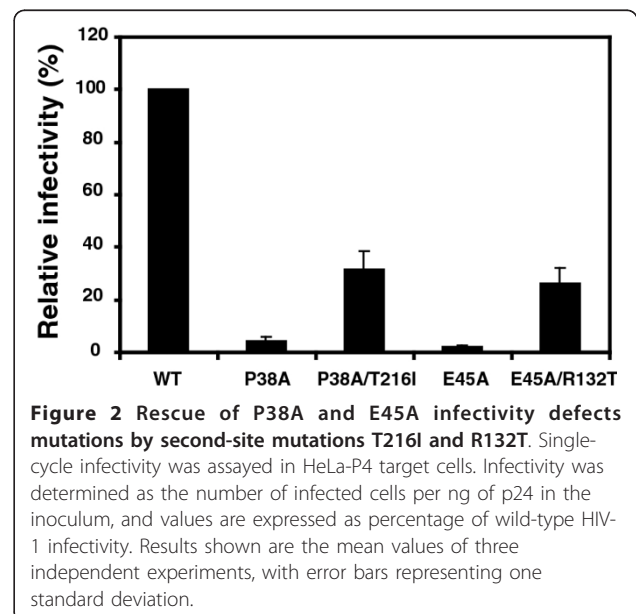 Relative infectivity (%)
120
100
80
60
40
20
0
WT P38A P38A/T216I E45A E45A/R132T
Figure 2 Rescue of P38A and E45A infectivity defects
mutations by second-site mutations T216I and R132T. Single-
cycle infectivity was assayed in HeLa-P4 target cells. Infectivity was
determined as the number of infected cells per ng of p24 in the
inoculum, and values are expressed as percentage of wild-type HIV-
1 infectivity. Results shown are the mean values of three
independent experiments, with error bars representing one
standard deviation.